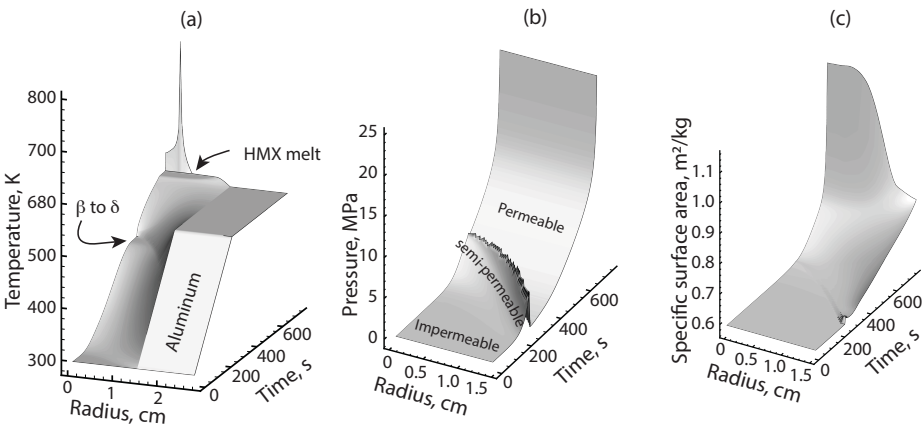 (a)
Temperature, K
800
700
680
500
400
300
HMX melt
β to δ
Aluminum
0
1
2
Radius, cm
0
200
400
600
Time, s
(b)
Pressure, MPa
25
20
15
10
5
0
Permeable
semi-permeable
Impermeable
0
0.5
1.0
1.5
Radius, cm
0
200
400
600
Time, s
(c)
Specific surface area, m²/kg
1.1
1.0
0.9
0.8
0.7
0.6
0
0.5
1.0
1.5
Radius, cm
0
200
400
600
Time, s